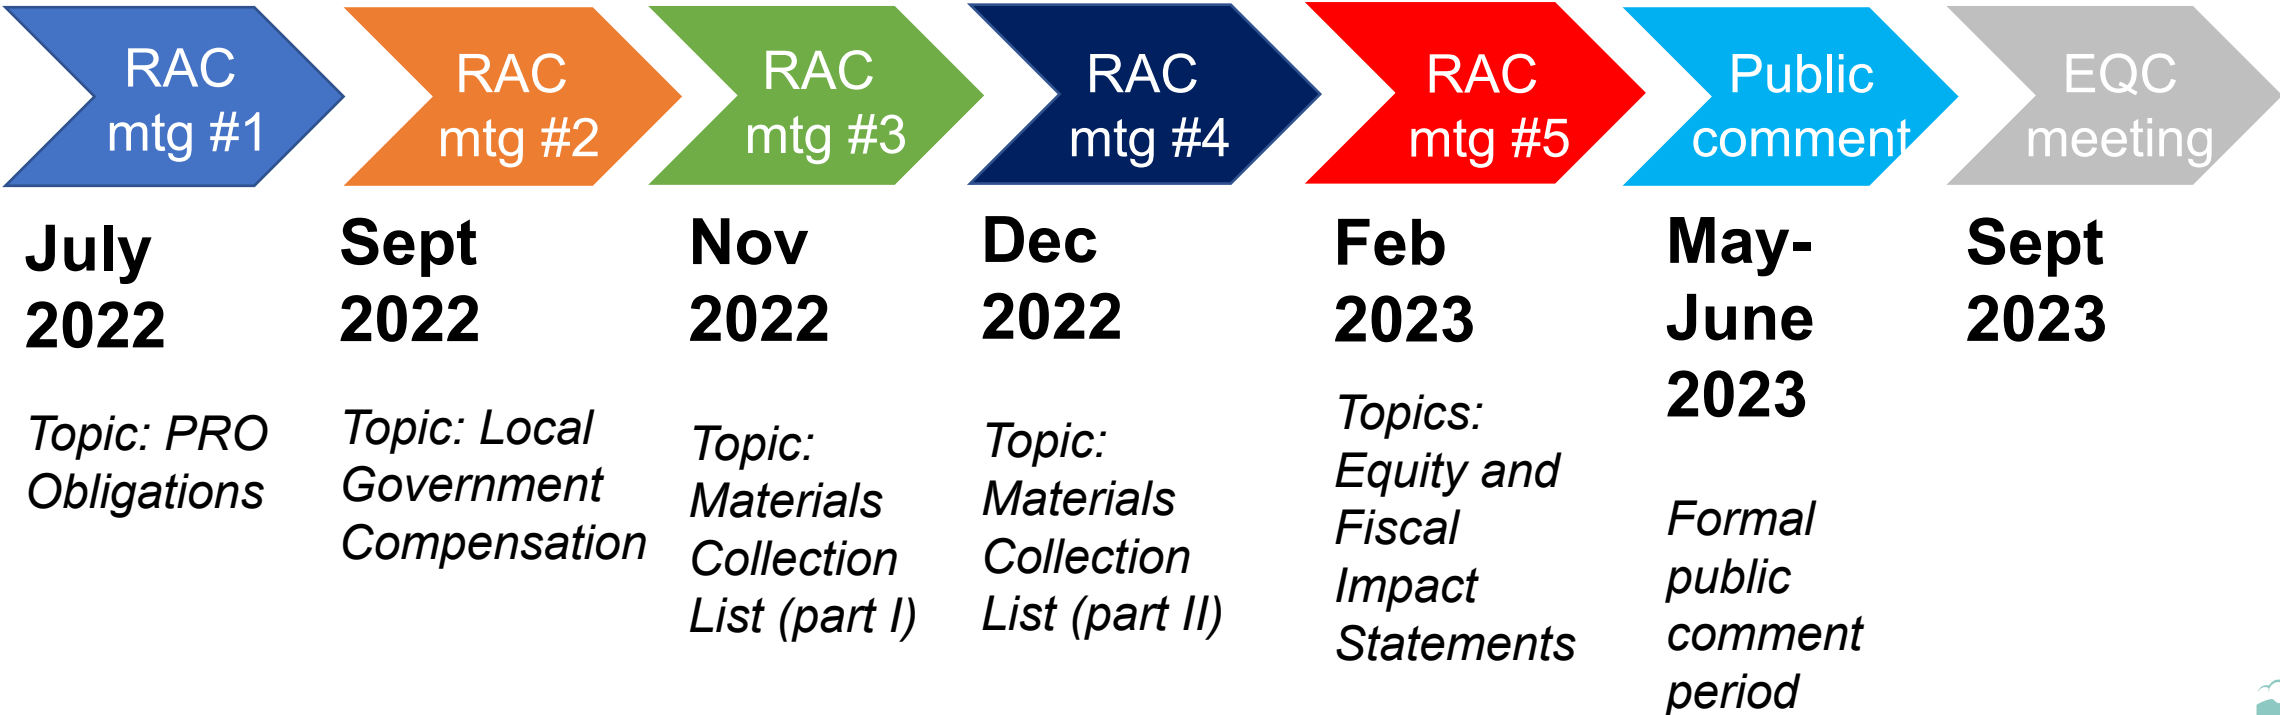 RAC
mtg #1
RAC
mtg #2
RAC
mtg #3
RAC
mtg #4
RAC
mtg #5
Public
comment
EQC
meeting
July
2022
Topic: PRO
Obligations
Sept
2022
Topic: Local
Government
Compensation
Nov
2022
Topic:
Materials
Collection
List (part I)
Dec
2022
Topic:
Materials
Collection
List (part II)
Feb
2023
Topics:
Equity and
Fiscal
Impact
Statements
May-
June
2023
Formal
public
comment
period
Sept
2023